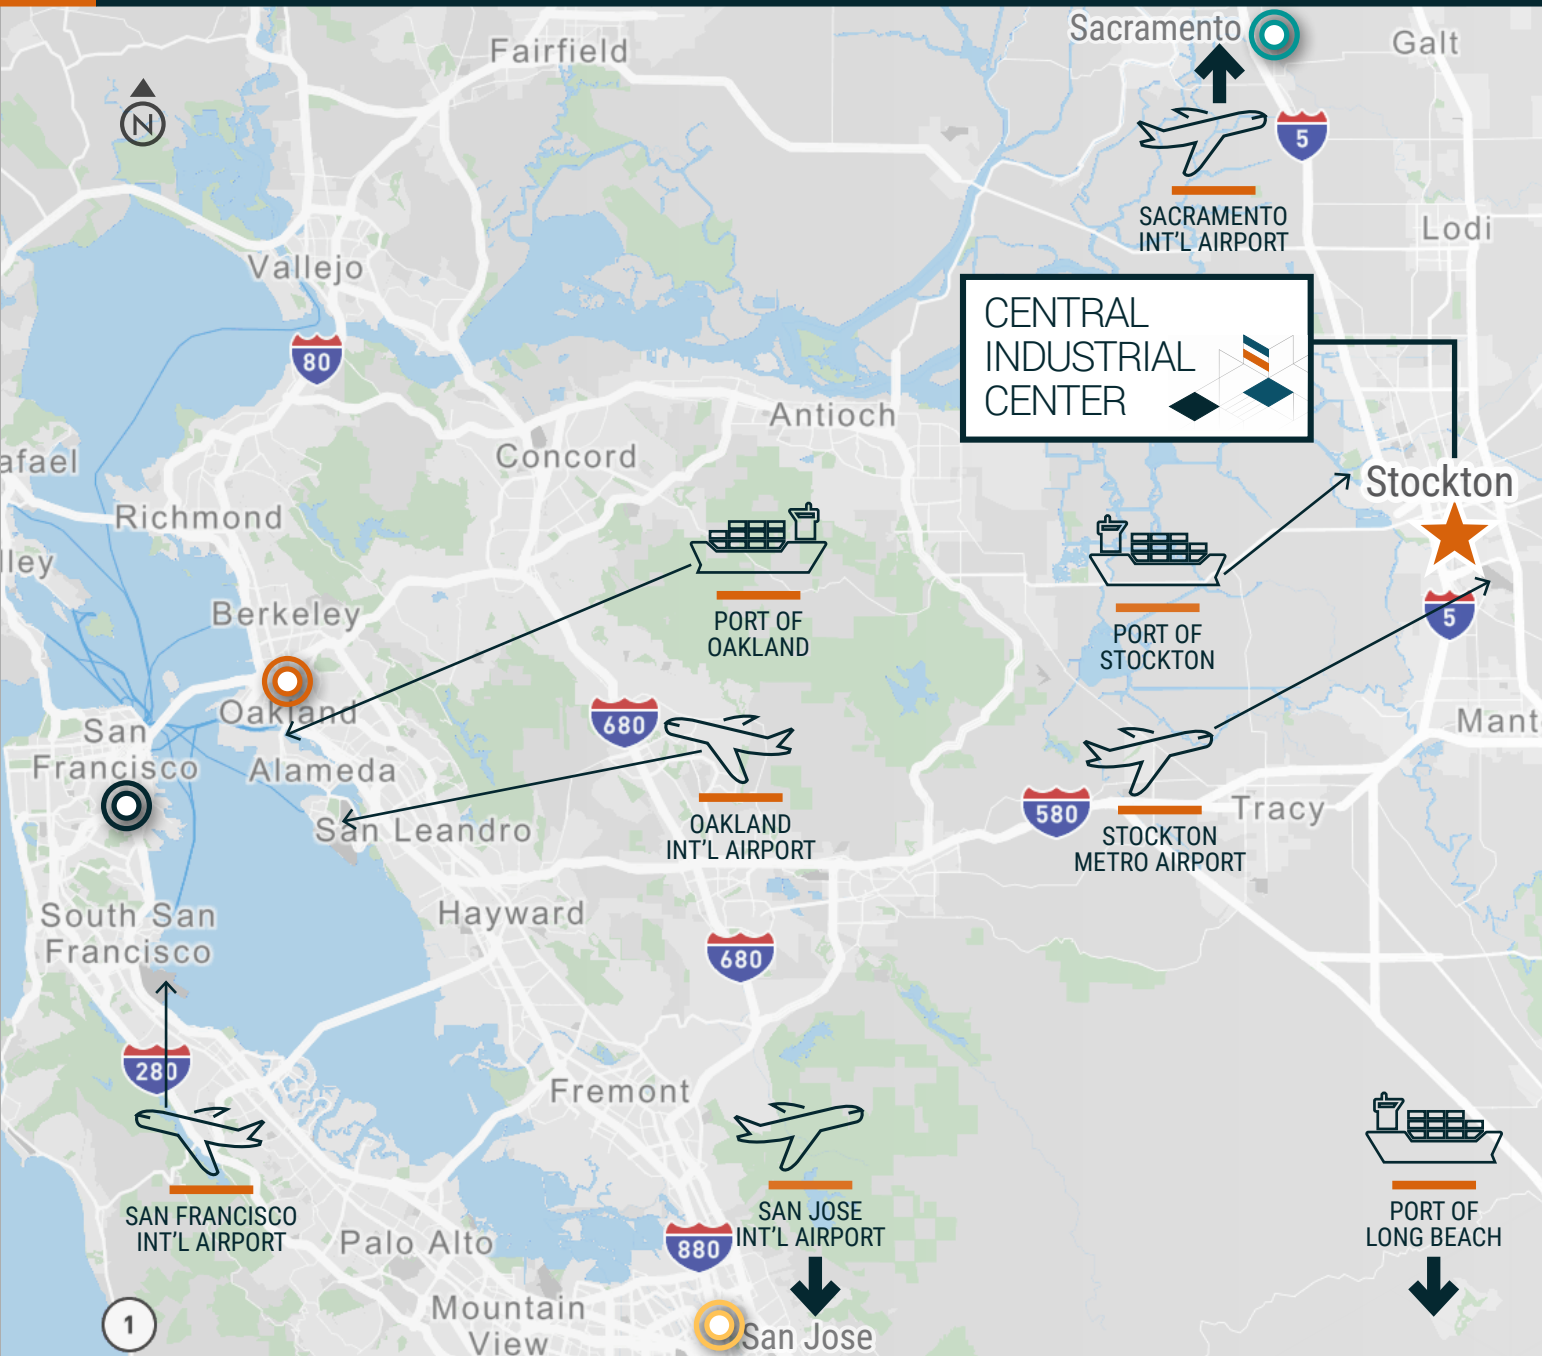 Sacramento
Galt
Fairfield
N
5
SACRAMENTO
INT'L AIRPORT
Lodi
Vallejo
80
CENTRAL
INDUSTRIAL
CENTER
Antioch
Concord
afael
Stockton
Richmond
lley
Berkeley
PORT OF
OAKLAND
PORT OF
STOCKTON
5
Oakland
680
San
Francisco
Mant
Alameda
San Leandro
OAKLAND
INT'L AIRPORT
580
Tracy
STOCKTON
METRO AIRPORT
South San
Francisco
Hayward
680
280
Fremont
SAN FRANCISCO
INT'L AIRPORT
SAN JOSE
INT'L AIRPORT
PORT OF
LONG BEACH
Palo Alto
880
Mountain
View
1
San Jose